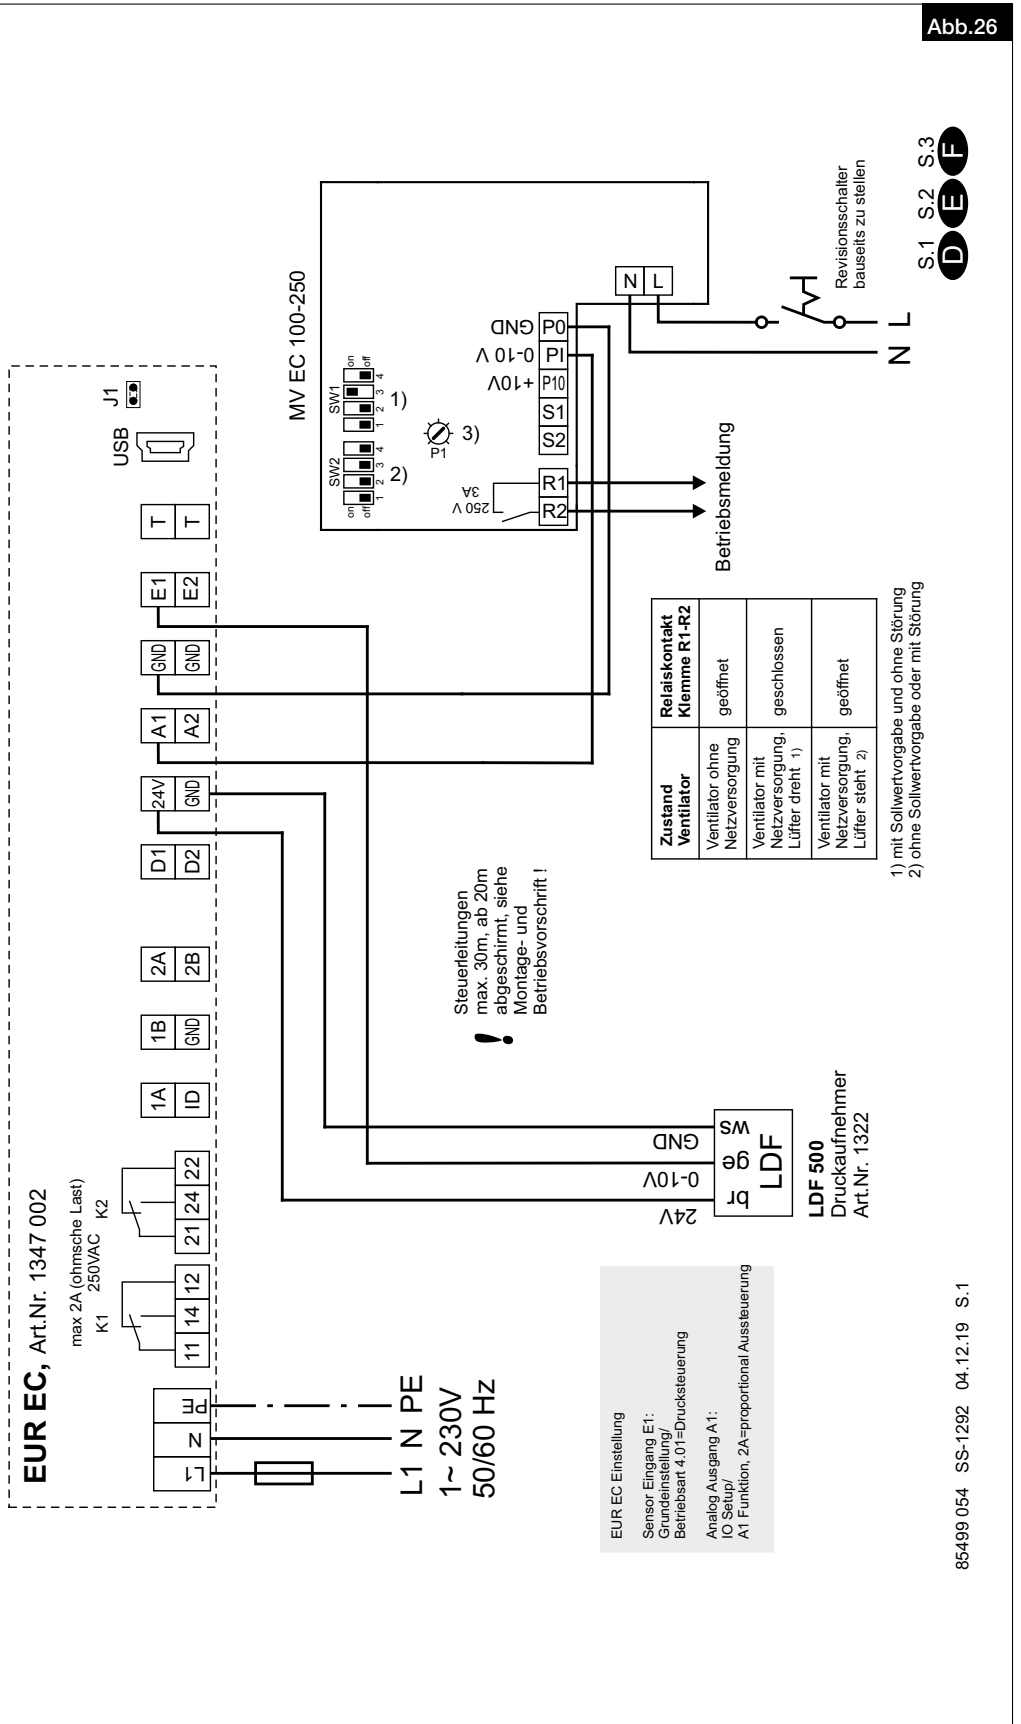 Abb.26
EUR EC, Art.Nr. 1347 002
max 2A (ohmsche Last)
250VAC
K1
K2
L1
N
PE
11
14
12
21
24
22
1A
ID
1B
GND
2A
2B
D1
D2
24V
GND
A1
A2
GND
GND
E1
E2
T
T
USB
J1
L1 N PE
1~ 230V
50/60 Hz
MV EC 100-250
on
off
SW2
1
2
3
4
2)
SW1
1
2
3
4
on
off
1)
P1
3)
250 V
3A
R2
R1
S2
S1
P10
PI
P0
+10V
0-10 V
GND
N
L
Betriebsmeldung
N
L
Revisionsschalter
bauseits zu stellen
Steuerleitungen
max. 30m, ab 20m
abgeschirmt, siehe
Montage- und
Betriebsvorschrift !
!
24V
0-10V
GND
br
ge
ws
LDF
LDF 500
Druckaufnehmer
Art.Nr. 1322
Zustand
Ventilator
Relaiskontakt
Klemme R1-R2
Ventilator ohne
Netzversorgung
geöffnet
Ventilator mit
Netzversorgung,
Lüfter dreht 1)
geschlossen
Ventilator mit
Netzversorgung,
Lüfter steht 2)
geöffnet
1) mit Sollwertvorgabe und ohne Störung
2) ohne Sollwertvorgabe oder mit Störung
EUR EC Einstellung
Sensor Eingang E1:
Grundeinstellung/
Betriebsart 4.01=Drucksteuerung
Analog Ausgang A1:
IO Setup/
A1 Funktion, 2A=proportional Aussteuerung
85499 054 SS-1292 04.12.19 S.1
S.1 S.2 S.3
D E F